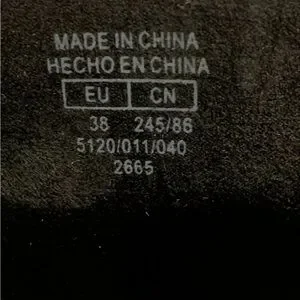 MADE IN CHINA
HECHO EN CHINA
EU CN
38 245/86
5120/011/040
2665